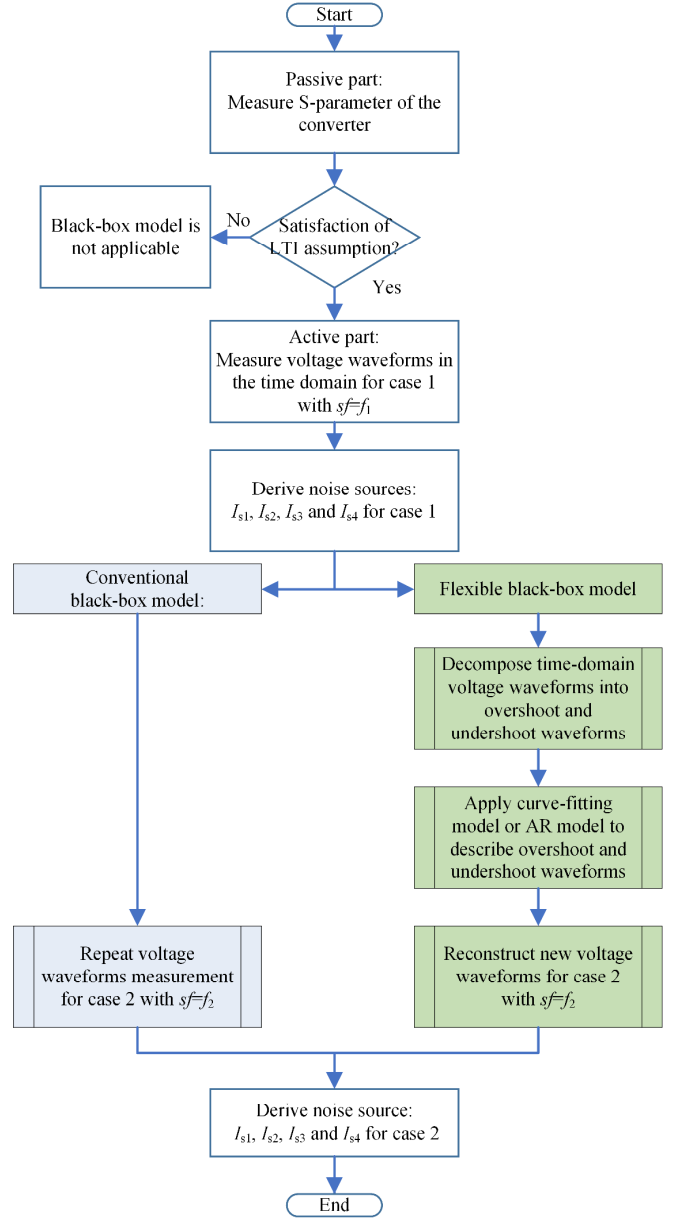 Start
Passive part:
Measure S-parameter of the
converter
Satisfaction of
LTI assumption?
No
Black-box model is
not applicable
Yes
Active part:
Measure voltage waveforms in
the time domain for case 1
with sf=f1
Derive noise sources:
Is1, Is2, Is3 and Is4 for case 1
Conventional
black-box model:
Flexible black-box model
Decompose time-domain
voltage waveforms into
overshoot and
undershoot waveforms
Apply curve-fitting
model or AR model to
describe overshoot and
undershoot waveforms
Repeat voltage
waveforms measurement
for case 2 with sf=f2
Reconstruct new voltage
waveforms for case 2
with sf=f2
Derive noise source:
Is1, Is2, Is3 and Is4 for case 2
End